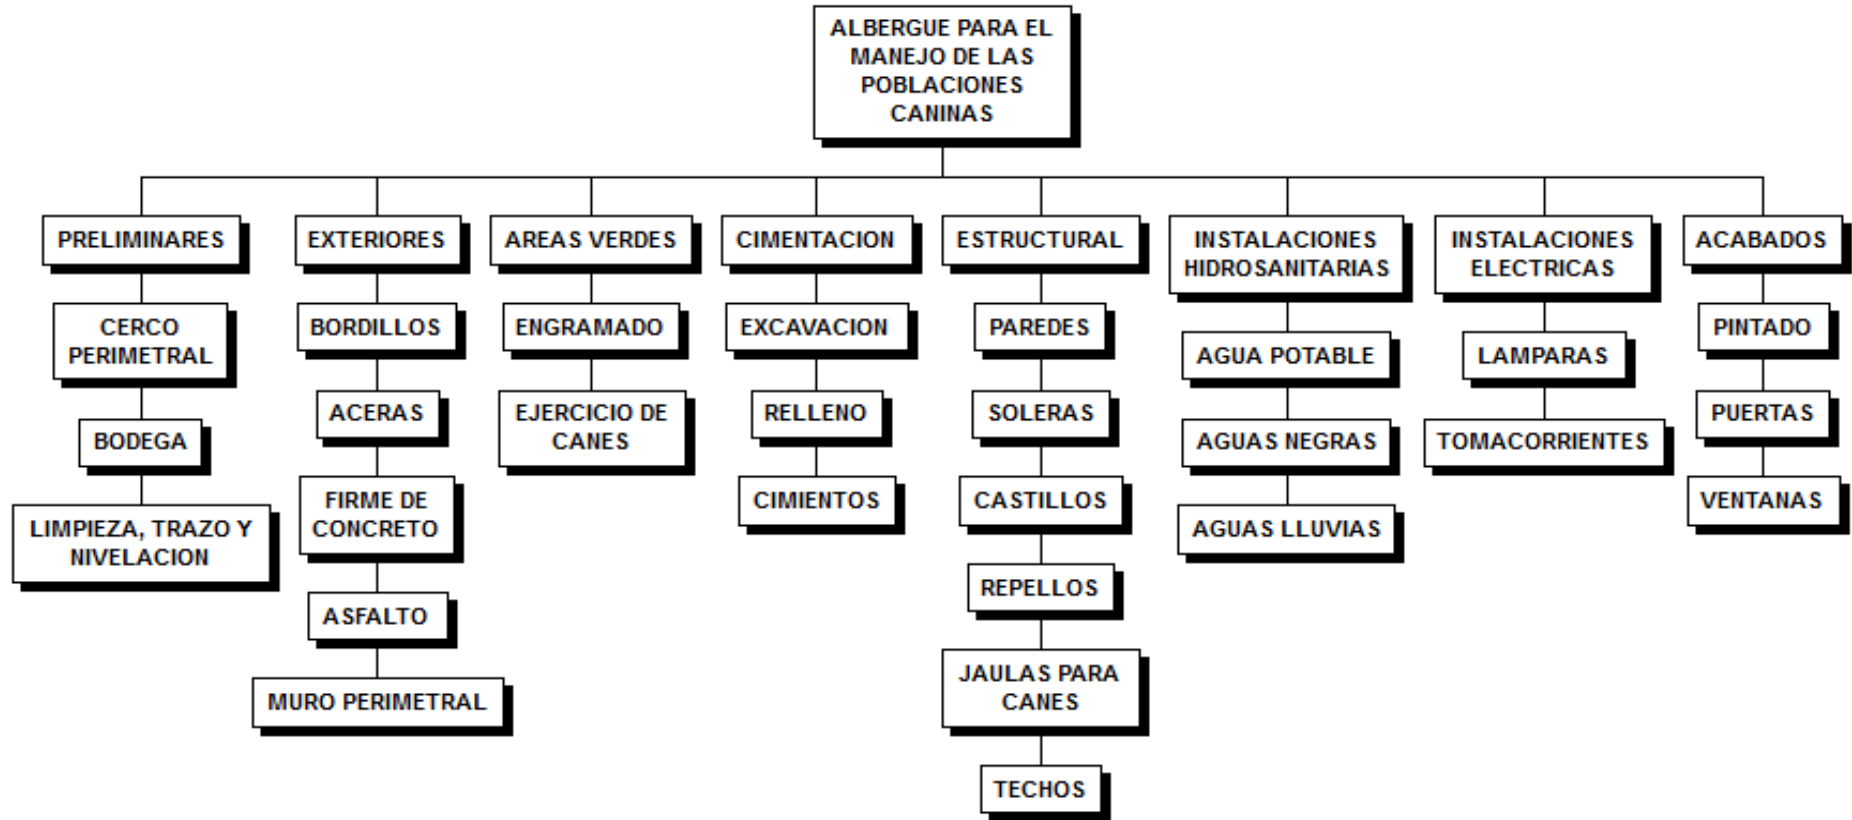 ALBERGUE PARA EL
MANEJO DE LAS
POBLACIONES
CANINAS
PRELIMINARES
CERCO
PERIMETRAL
BODEGA
LIMPIEZA, TRAZO Y
NIVELACION
EXTERIORES
BORDILLOS
ACERAS
FIRME DE
CONCRETO
ASFALTO
MURO PERIMETRAL
AREAS VERDES
ENGRAMADO
EJERCICIO DE
CANES
CIMENTACION
EXCAVACION
RELLENO
CIMIENTOS
ESTRUCTURAL
PAREDES
SOLERAS
CASTILLOS
REPELLOS
JAULAS PARA
CANES
TECHOS
INSTALACIONES
HIDROSANITARIAS
AGUA POTABLE
AGUAS NEGRAS
AGUAS LLUVIAS
INSTALACIONES
ELECTRICAS
LAMPARAS
TOMACORRIENTES
ACABADOS
PINTADO
PUERTAS
VENTANAS